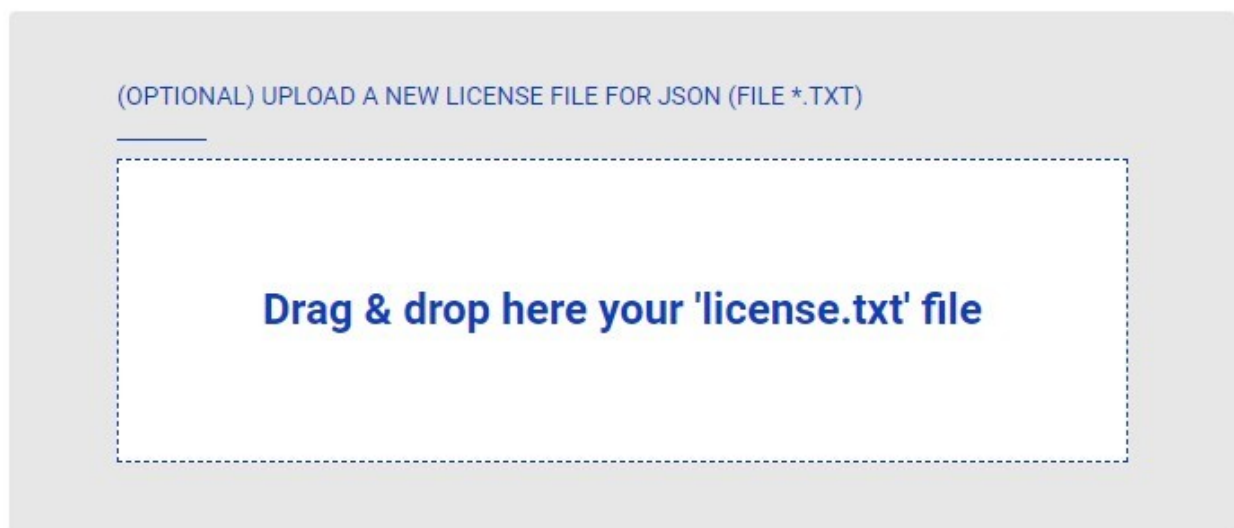 (OPTIONAL) UPLOAD A NEW LICENSE FILE FOR JSON (FILE *.TXT)
Drag & drop here your 'license.txt' file